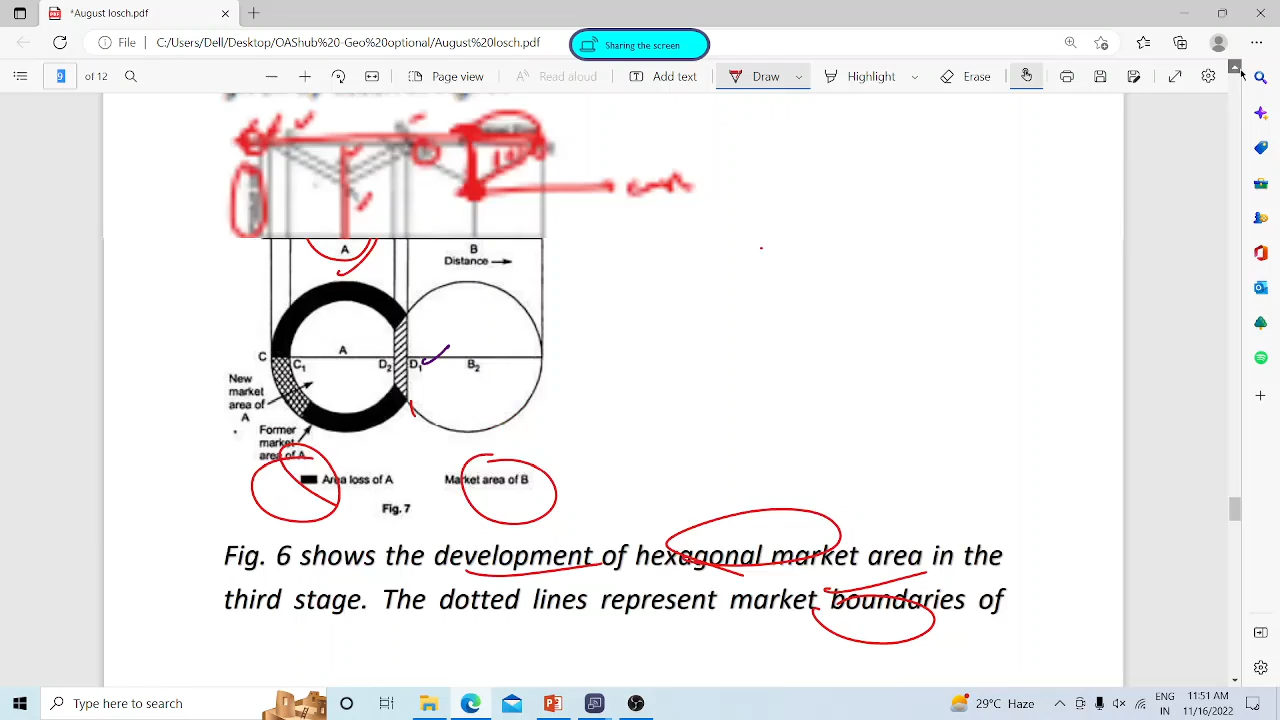 *August losch.pdf
File C:/Users/Dell/Desktop/OAShub%20_Geo%20optional/August%20loch.pdf
Sharing the screen
9 of 12
Page view
Read aloud
Add text
Draw
Highlight
Erase
A
B
Distance
C
C1
A
D2
D1
B2
New
market
area of
A
Former
market
area of A
Area loss of A
Market area of B
Fig. 7
Fig. 6 shows the development of hexagonal market area in the
third stage. The dotted lines represent market boundaries of
Type here to search
29°C Haze
ENG
IN
11:51 AM
11/16/2022